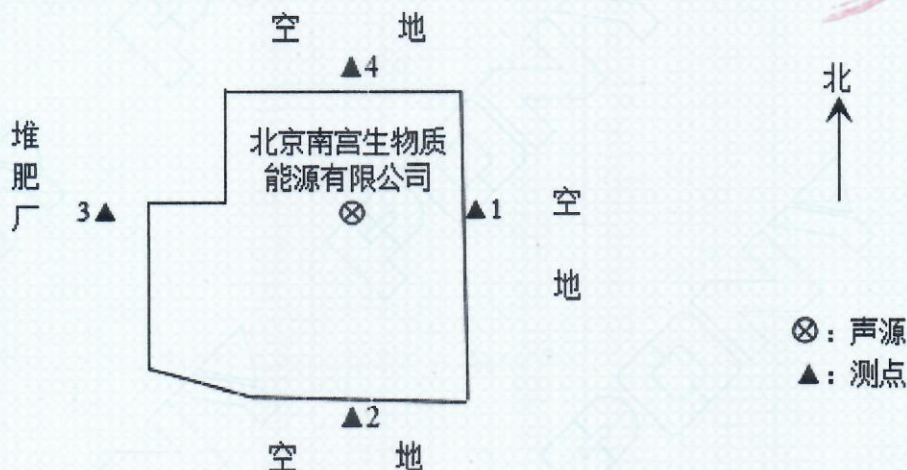 空 地
▲4
北
北京南宫生物质
能源有限公司
堆
肥
厂
3▲
▲1
空
地
⊗：声源
▲：测点
▲2
空 地